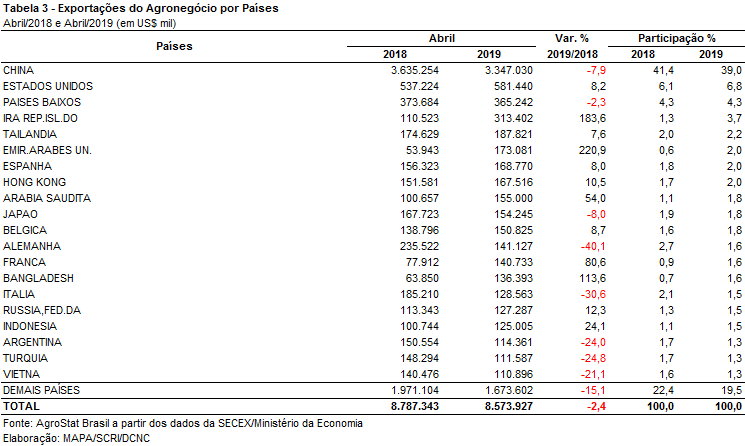 Tabela 3 - Exportações do Agronegócio por Países
Abril/2018 e Abril/2019 (em US$ mil)
Países Abril Var. % Participação %
2018 2019 2019/2018 2018 2019
CHINA 3.635.254 3.347.030 -7,9 41,4 39,0
ESTADOS UNIDOS 537.224 581.440 8,2 6,1 6,8
PAISES BAIXOS 373.684 365.242 -2,3 4,3 4,3
IRA REP.ISL.DO 110.523 313.402 183,6 1,3 3,7
TAILANDIA 174.629 187.821 7,6 2,0 2,2
EMIR.ARABES UN. 53.943 173.081 220,9 0,6 2,0
ESPANHA 156.323 168.770 8,0 1,8 2,0
HONG KONG 151.581 167.516 10,5 1,7 2,0
ARABIA SAUDITA 100.657 155.000 54,0 1,1 1,8
JAPAO 167.723 154.245 -8,0 1,9 1,8
BELGICA 138.796 150.825 8,7 1,6 1,8
ALEMANHA 235.522 141.127 -40,1 2,7 1,6
FRANCA 77.912 140.733 80,6 0,9 1,6
BANGLADESH 63.850 136.393 113,6 0,7 1,6
ITALIA 185.210 128.563 -30,6 2,1 1,5
RUSSIA,FED.DA 113.343 127.287 12,3 1,3 1,5
INDONESIA 100.744 125.005 24,1 1,1 1,5
ARGENTINA 150.554 114.361 -24,0 1,7 1,3
TURQUIA 148.294 111.587 -24,8 1,7 1,3
VIETNA 140.476 110.896 -21,1 1,6 1,3
DEMAIS PAÍSES 1.971.104 1.673.602 -15,1 22,4 19,5
TOTAL 8.787.343 8.573.927 -2,4 100,0 100,0
Fonte: AgroStat Brasil a partir dos dados da SECEX/Ministério da Economia
Elaboração: MAPA/SCRI/DCNC